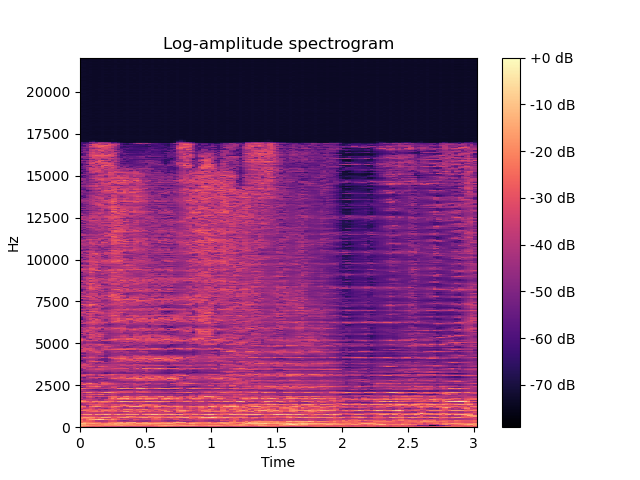 Log-amplitude spectrogram
Hz
20000
17500
15000
12500
10000
7500
5000
2500
0
0
0.5
1
1.5
2
2.5
3
Time
+0 dB
-10 dB
-20 dB
-30 dB
-40 dB
-50 dB
-60 dB
-70 dB